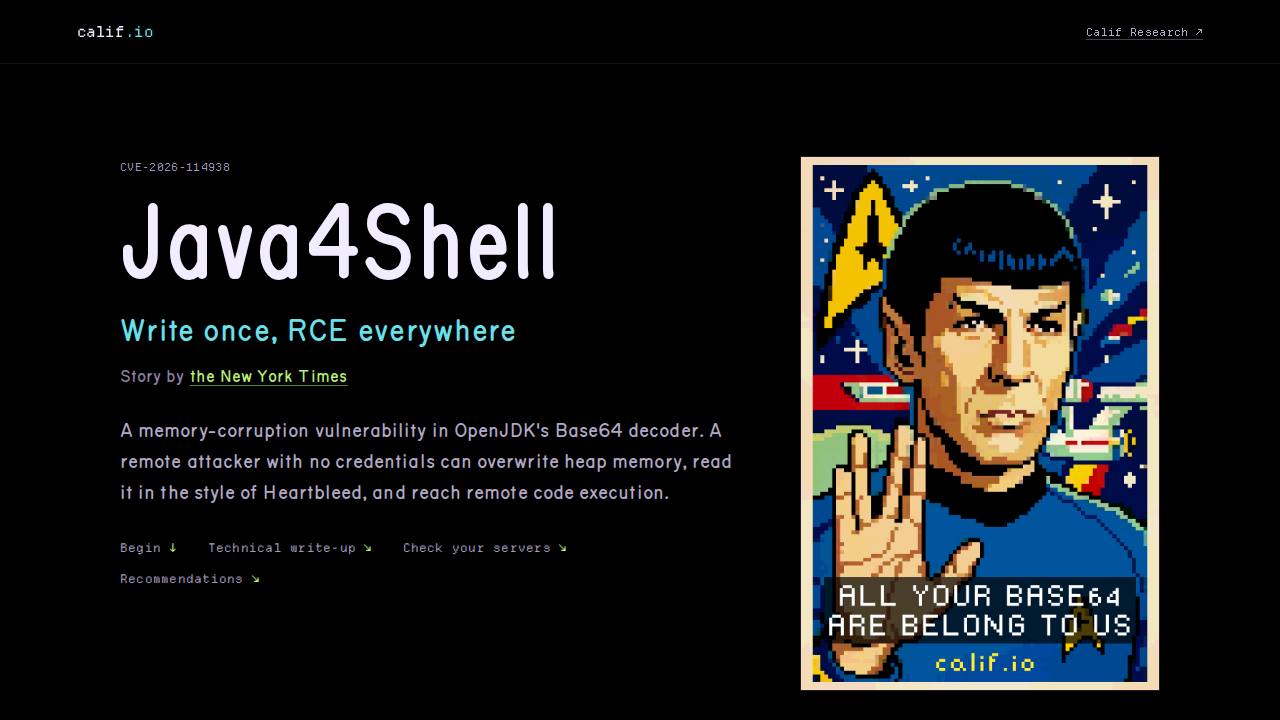 calif.io
Calif Research ↗
CVE-2026-114938
Java4Shell
Write once, RCE everywhere
Story by the New York Times
A memory-corruption vulnerability in OpenJDK's Base64 decoder. A
remote attacker with no credentials can overwrite heap memory, read
it in the style of Heartbleed, and reach remote code execution.
Begin ↓ Technical write-up ↘ Check your servers ↘
Recommendations ↘
ALL YOUR BASE64
ARE BELONG TO US
calif.io